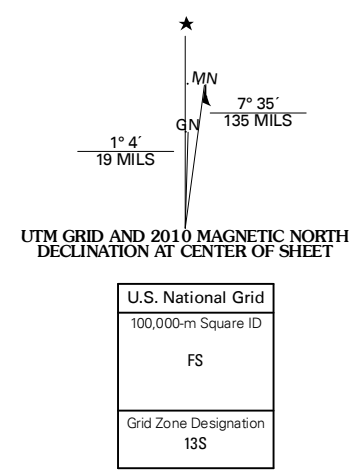 ★
MN
7° 35´
135 MILS
GN
1° 4´
19 MILS
UTM GRID AND 2010 MAGNETIC NORTH
DECLINATION AT CENTER OF SHEET
U.S. National Grid
100,000-m Square ID
FS
Grid Zone Designation
13S